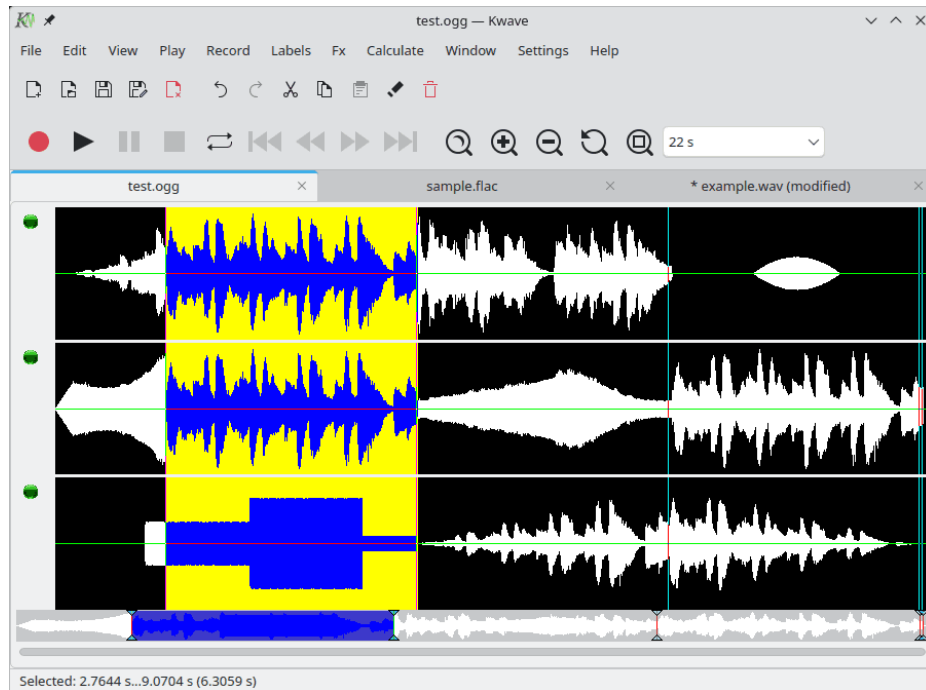 test.ogg — Kwave
File Edit View Play Record Labels Fx Calculate Window Settings Help
22 s
test.ogg sample.flac * example.wav (modified)
Selected: 2.7644 s...9.0704 s (6.3059 s)